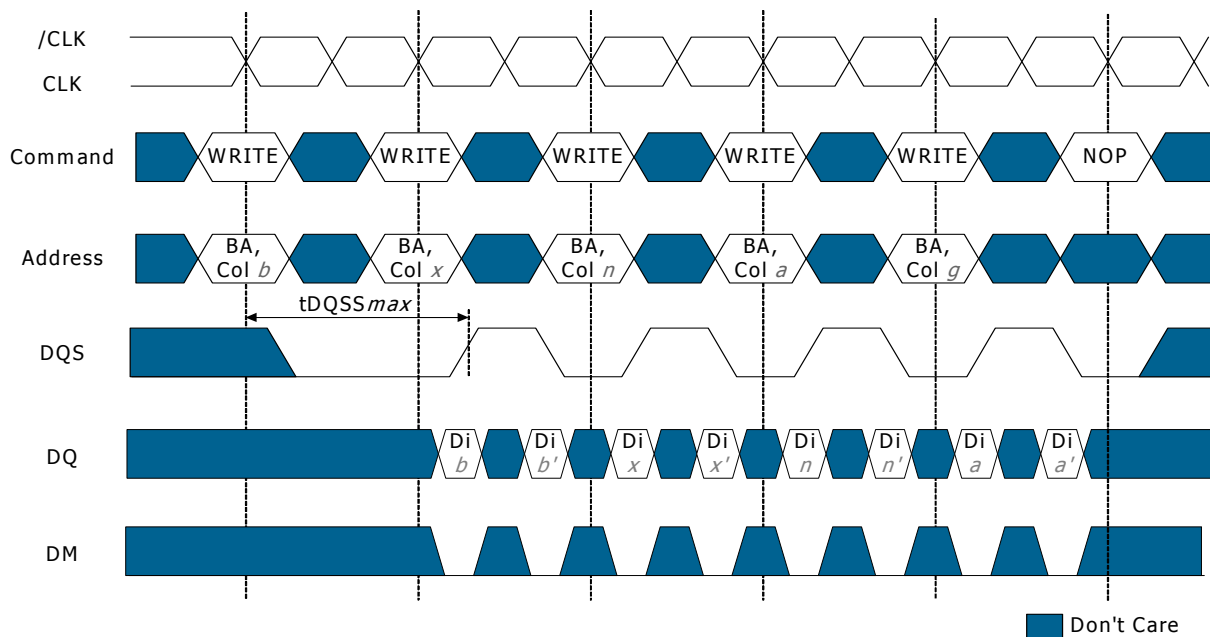 /CLK
CLK
Command
WRITE WRITE WRITE WRITE WRITE NOP
Address
BA, BA, BA, BA, BA,
Col b Col x Col n Col a Col g
tDQSSmax
DQS
DQ
Di Di Di Di Di Di Di Di
b b' x x' n n' a a'
DM
Don't Care